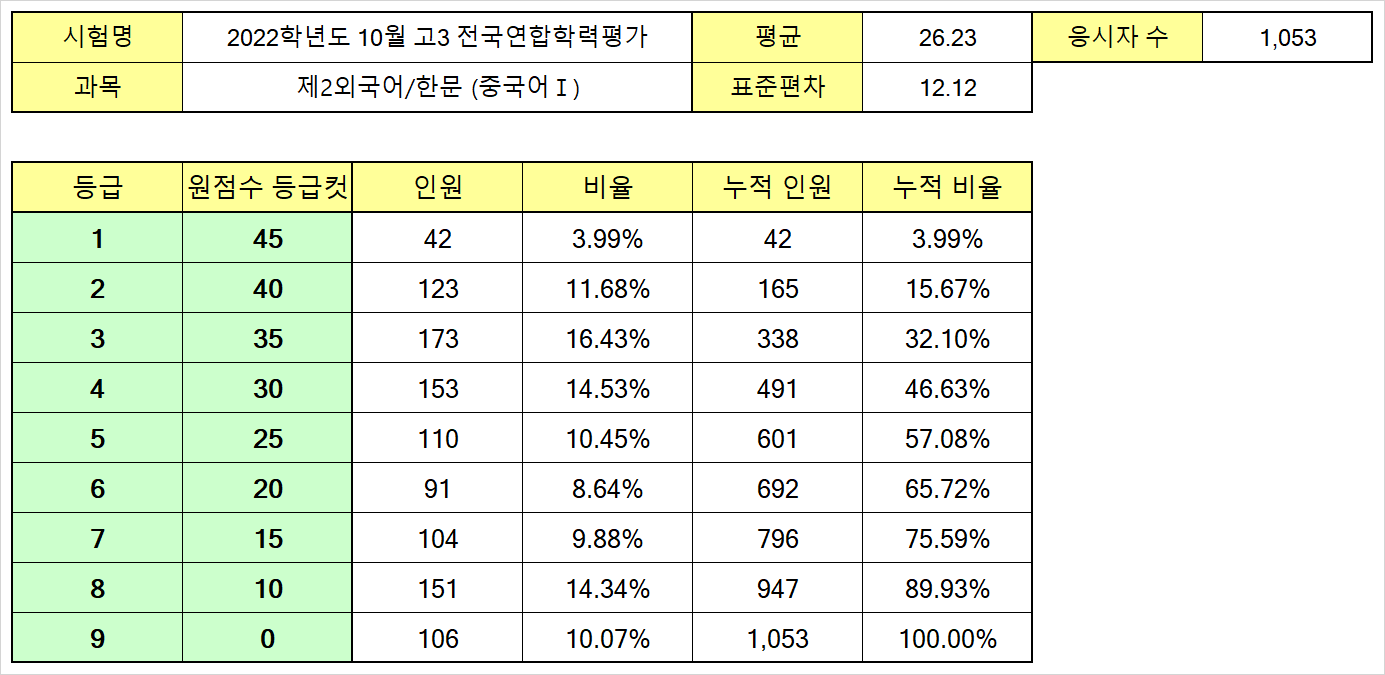 시험명 2022학년도 10월 고3 전국연합학력평가 평균 26.23 응시자 수 1,053
과목 제2외국어/한문 (중국어Ⅰ) 표준편차 12.12
등급 원점수 등급컷 인원 비율 누적 인원 누적 비율
1 45 42 3.99% 42 3.99%
2 40 123 11.68% 165 15.67%
3 35 173 16.43% 338 32.10%
4 30 153 14.53% 491 46.63%
5 25 110 10.45% 601 57.08%
6 20 91 8.64% 692 65.72%
7 15 104 9.88% 796 75.59%
8 10 151 14.34% 947 89.93%
9 0 106 10.07% 1,053 100.00%